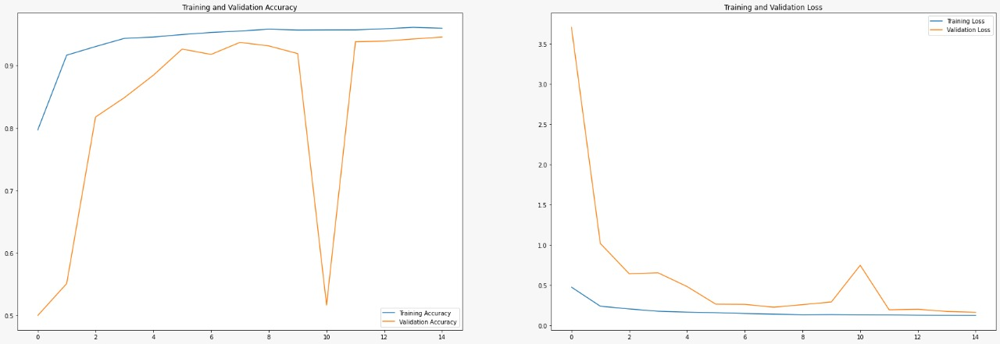 Training and Validation Accuracy
0.9
0.8
0.7
0.6
0.5
0 2 4 6 8 10 12 14
Training Accuracy
Validation Accuracy
Training and Validation Loss
3.5
3.0
2.5
2.0
1.5
1.0
0.5
0.0
0 2 4 6 8 10 12 14
Training Loss
Validation Loss